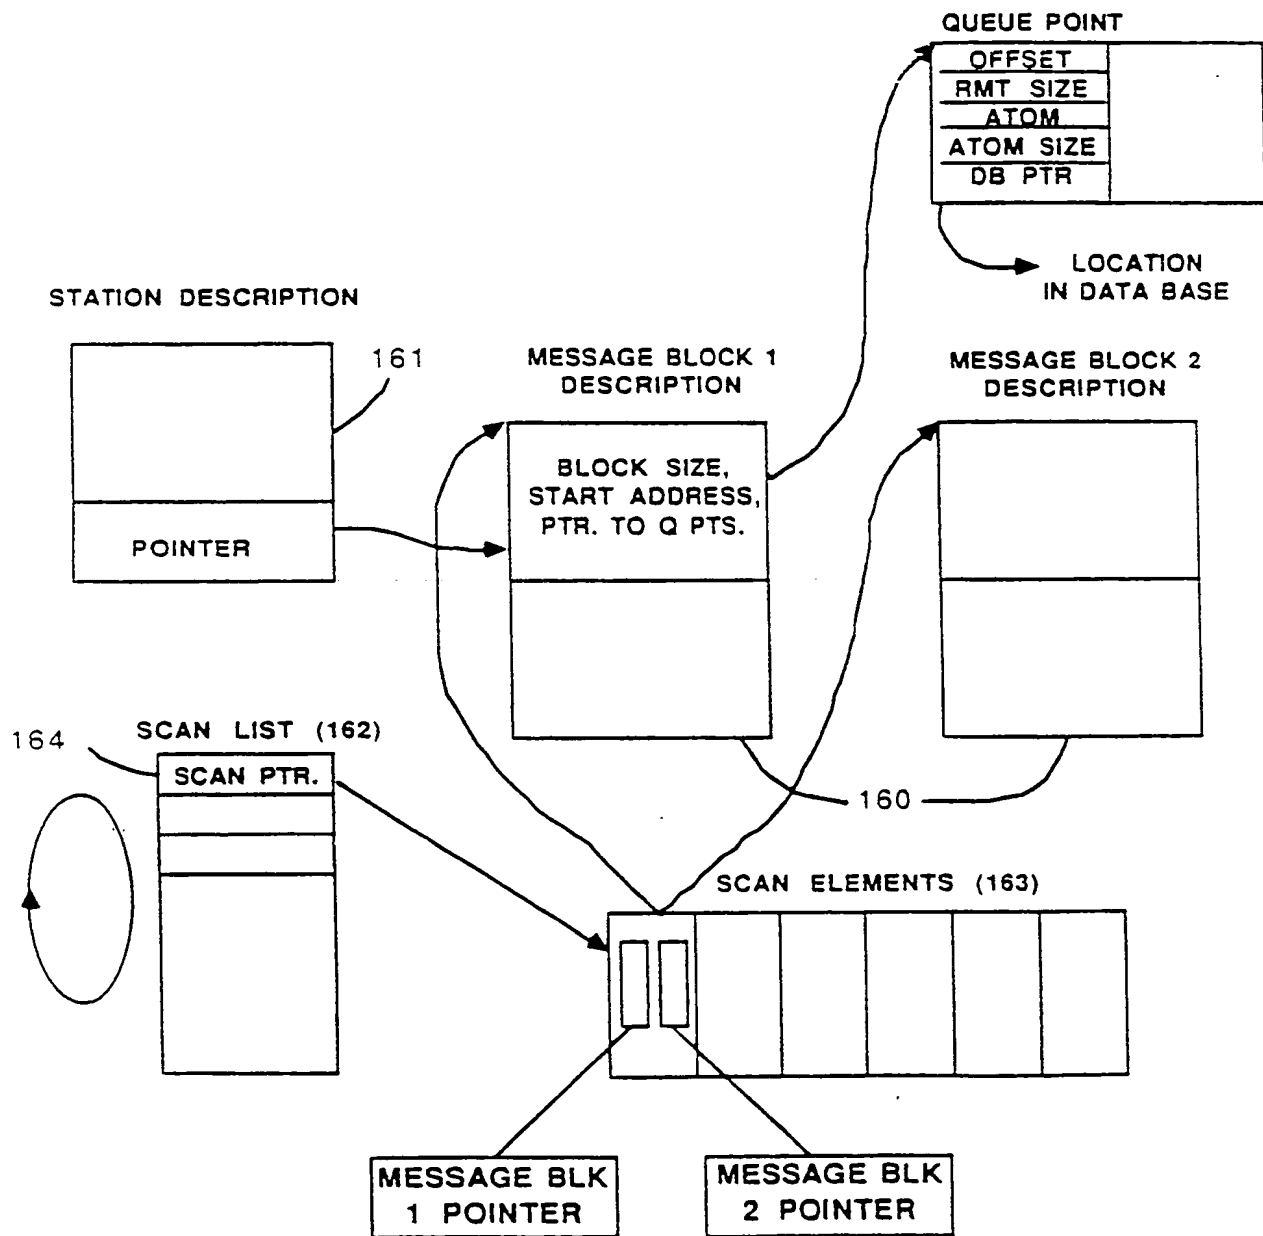 QUEUE POINT
OFFSET
RMT SIZE
ATOM
ATOM SIZE
DB PTR
LOCATION
IN DATA BASE
STATION DESCRIPTION
161
POINTER
MESSAGE BLOCK 1
DESCRIPTION
BLOCK SIZE,
START ADDRESS,
PTR. TO Q PTS.
MESSAGE BLOCK 2
DESCRIPTION
160
164
SCAN LIST (162)
SCAN PTR.
SCAN ELEMENTS (163)
MESSAGE BLK
1 POINTER
MESSAGE BLK
2 POINTER